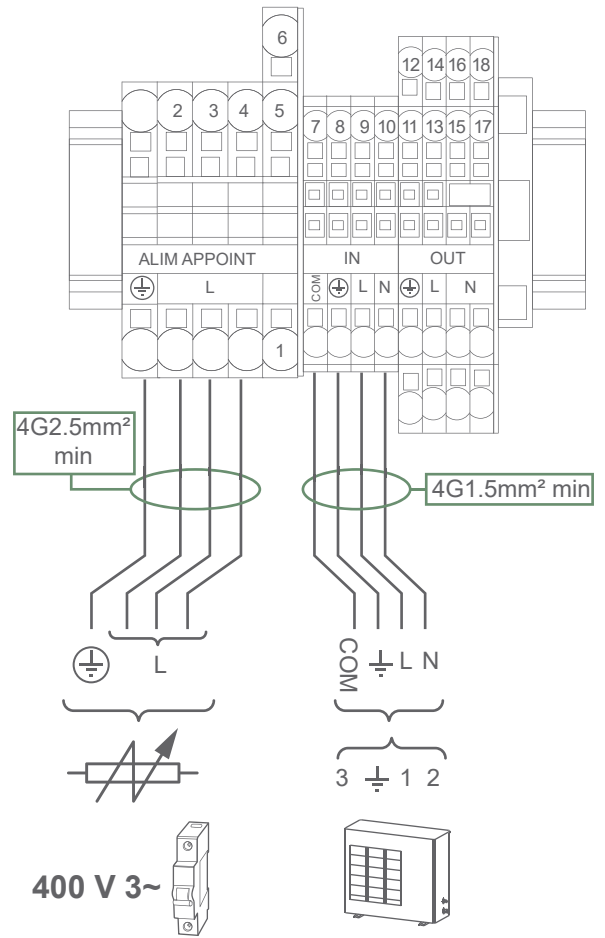 6
12 14 16 18
2 3 4 5
7 8 9 10 11 13 15 17
ALIM APPOINT IN OUT
L COM L N L N
1
4G2.5mm²
min
4G1.5mm² min
L
COM L N
3 1 2
400 V 3~